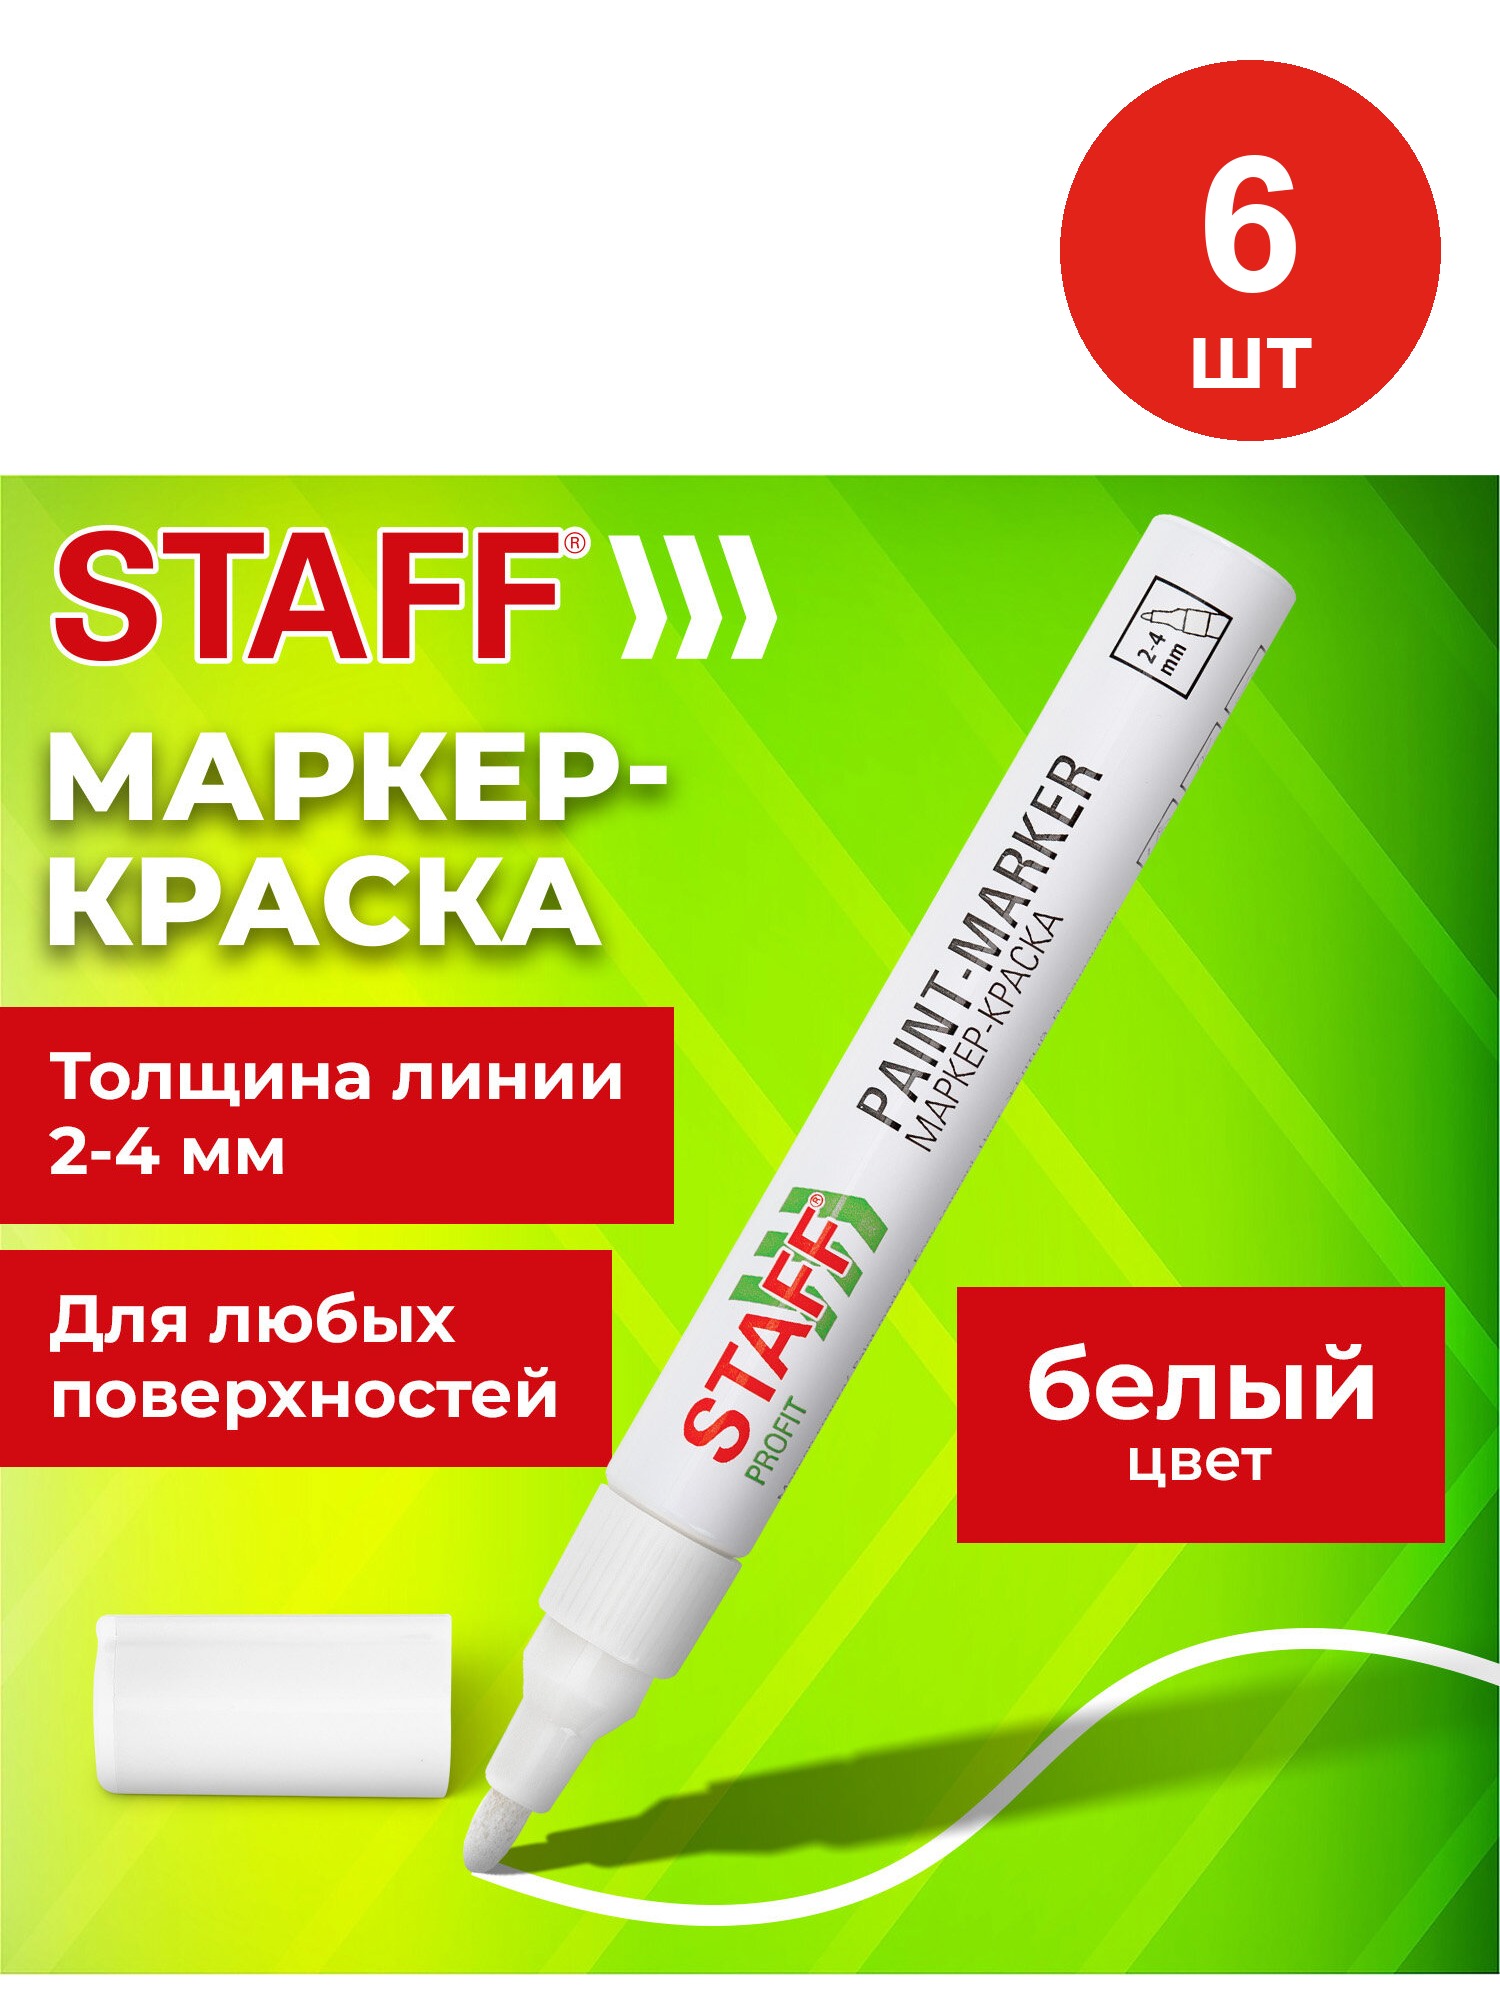 6
шт
STAFF®
МАРКЕР-
КРАСКА
Толщина линии
2-4 мм
Для любых
поверхностей
2-4
mm
PAINT-MARKER
МАРКЕР-КРАСКА
STAFF®
PROFIT
белый
цвет